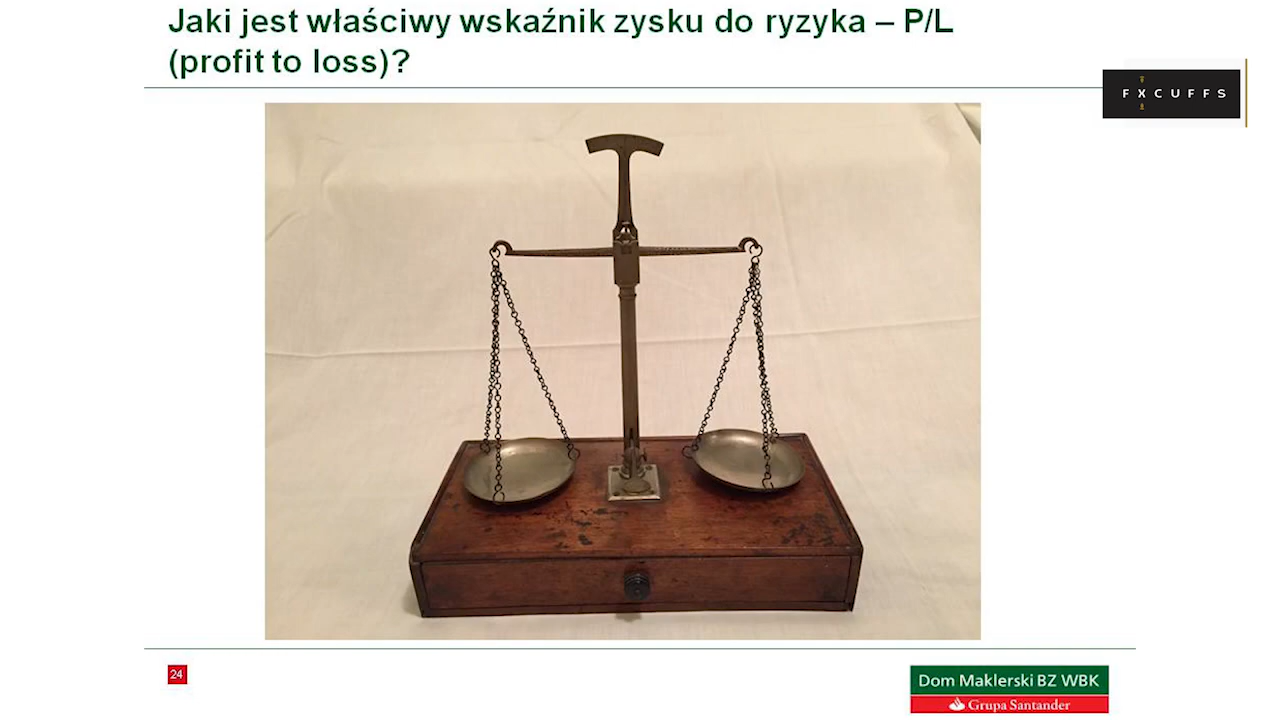 Jaki jest właściwy wskaźnik zysku do ryzyka – P/L
(profit to loss)?
FXCUFFS
24
Dom Maklerski BZ WBK
Grupa Santander